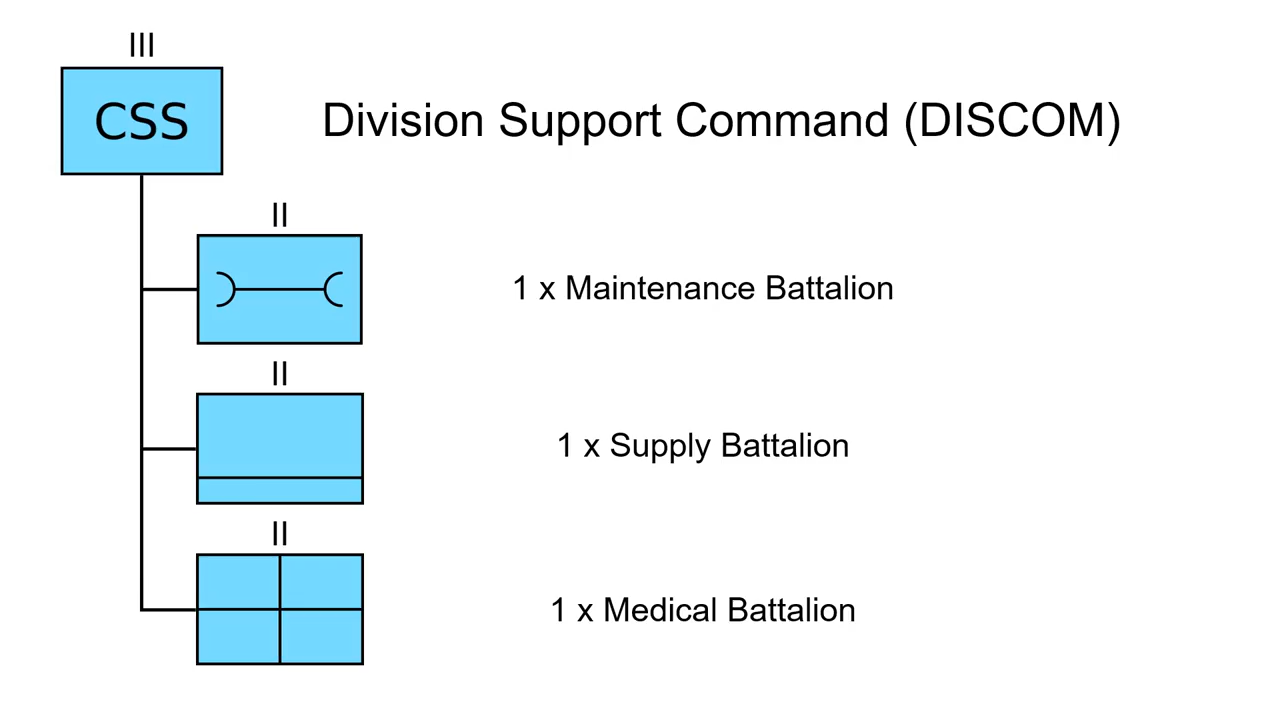 III
CSS
Division Support Command (DISCOM)
II
1 x Maintenance Battalion
II
1 x Supply Battalion
II
1 x Medical Battalion